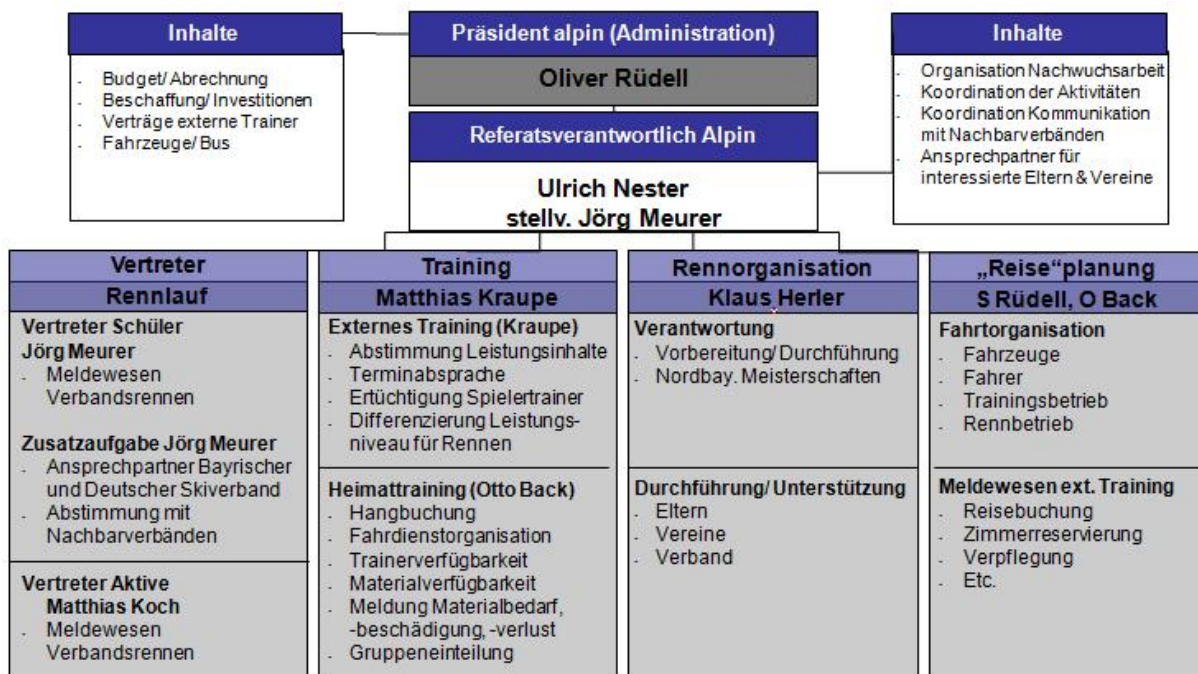 Inhalte
- Budget/ Abrechnung
- Beschaffung/ Investitionen
- Verträge externe Trainer
- Fahrzeuge/ Bus
Präsident alpin (Administration)
Oliver Rüdell
Referatsverantwortlich Alpin
Ulrich Nester
stellv. Jörg Meurer
Inhalte
- Organisation Nachwuchsarbeit
- Koordination der Aktivitäten
- Koordination Kommunikation
mit Nachbarverbänden
- Ansprechpartner für
interessierte Eltern & Vereine
Vertreter
Rennlauf
Vertreter Schüler
Jörg Meurer
- Meldewesen
Verbandsrennen
Zusatzaufgabe Jörg Meurer
- Ansprechpartner Bayrischer
und Deutscher Skiverband
- Abstimmung mit
Nachbarverbänden
Vertreter Aktive
Matthias Koch
- Meldewesen
Verbandsrennen
Training
Matthias Kraupe
Externes Training (Kraupe)
- Abstimmung Leistungsinhalte
- Terminabsprache
- Ertüchtigung Spielertrainer
- Differenzierung Leistungs-
niveau für Rennen
Heimattraining (Otto Back)
- Hangbuchung
- Fahrdienstorganisation
- Trainerverfügbarkeit
- Materialverfügbarkeit
- Meldung Materialbedarf,
-beschädigung, -verlust
- Gruppeneinteilung
Rennorganisation
Klaus Herler
Verantwortung
- Vorbereitung/ Durchführung
- Nordbay. Meisterschaften
Durchführung/ Unterstützung
- Eltern
- Vereine
- Verband
„Reise“planung
S Rüdell, O Back
Fahrtorganisation
- Fahrzeuge
- Fahrer
- Trainingsbetrieb
- Rennbetrieb
Meldewesen ext. Training
- Reisebuchung
- Zimmerreservierung
- Verpflegung
- Etc.